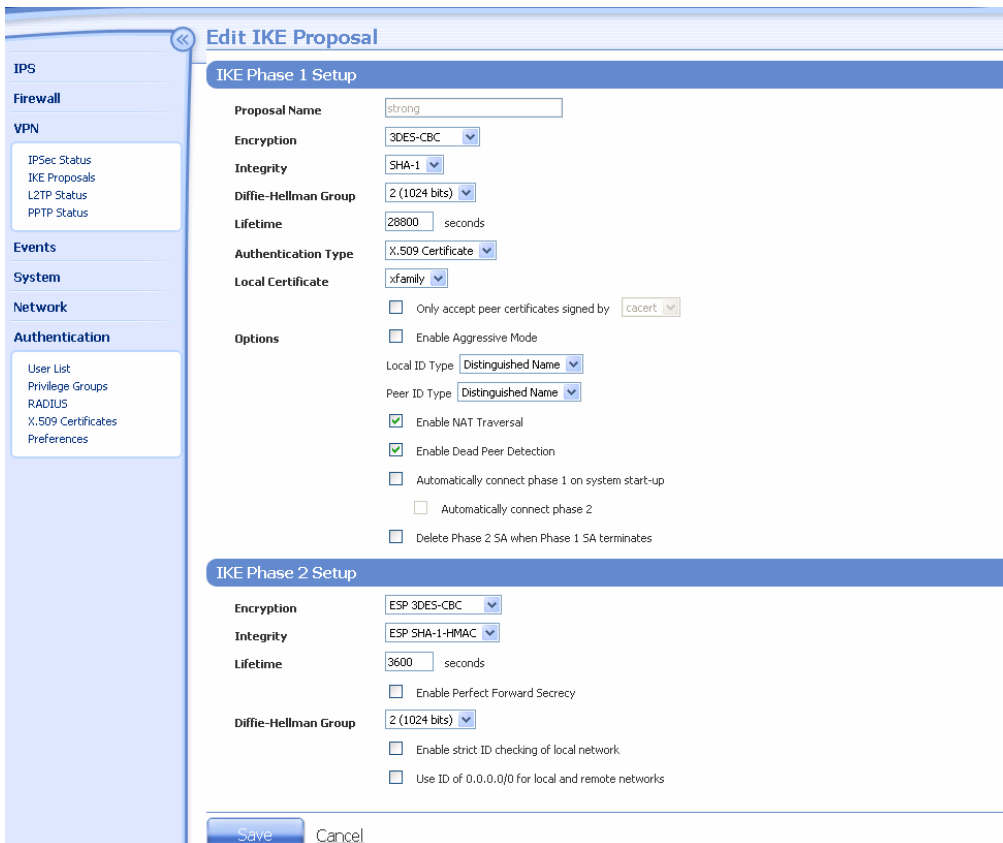 Edit IKE Proposal
IPS
Firewall
VPN
IPSec Status
IKE Proposals
L2TP Status
PPTP Status
Events
System
Network
Authentication
User List
Privilege Groups
RADIUS
X.509 Certificates
Preferences
IKE Phase 1 Setup
Proposal Name strong
Encryption 3DES-CBC
Integrity SHA-1
Diffie-Hellman Group 2 (1024 bits)
Lifetime 28800 seconds
Authentication Type X.509 Certificate
Local Certificate xfamily
Only accept peer certificates signed by cacert
Options Enable Aggressive Mode
Local ID Type Distinguished Name
Peer ID Type Distinguished Name
Enable NAT Traversal
Enable Dead Peer Detection
Automatically connect phase 1 on system start-up
Automatically connect phase 2
Delete Phase 2 SA when Phase 1 SA terminates
IKE Phase 2 Setup
Encryption ESP 3DES-CBC
Integrity ESP SHA-1-HMAC
Lifetime 3600 seconds
Enable Perfect Forward Secrecy
Diffie-Hellman Group 2 (1024 bits)
Enable strict ID checking of local network
Use ID of 0.0.0.0/0 for local and remote networks
Save Cancel